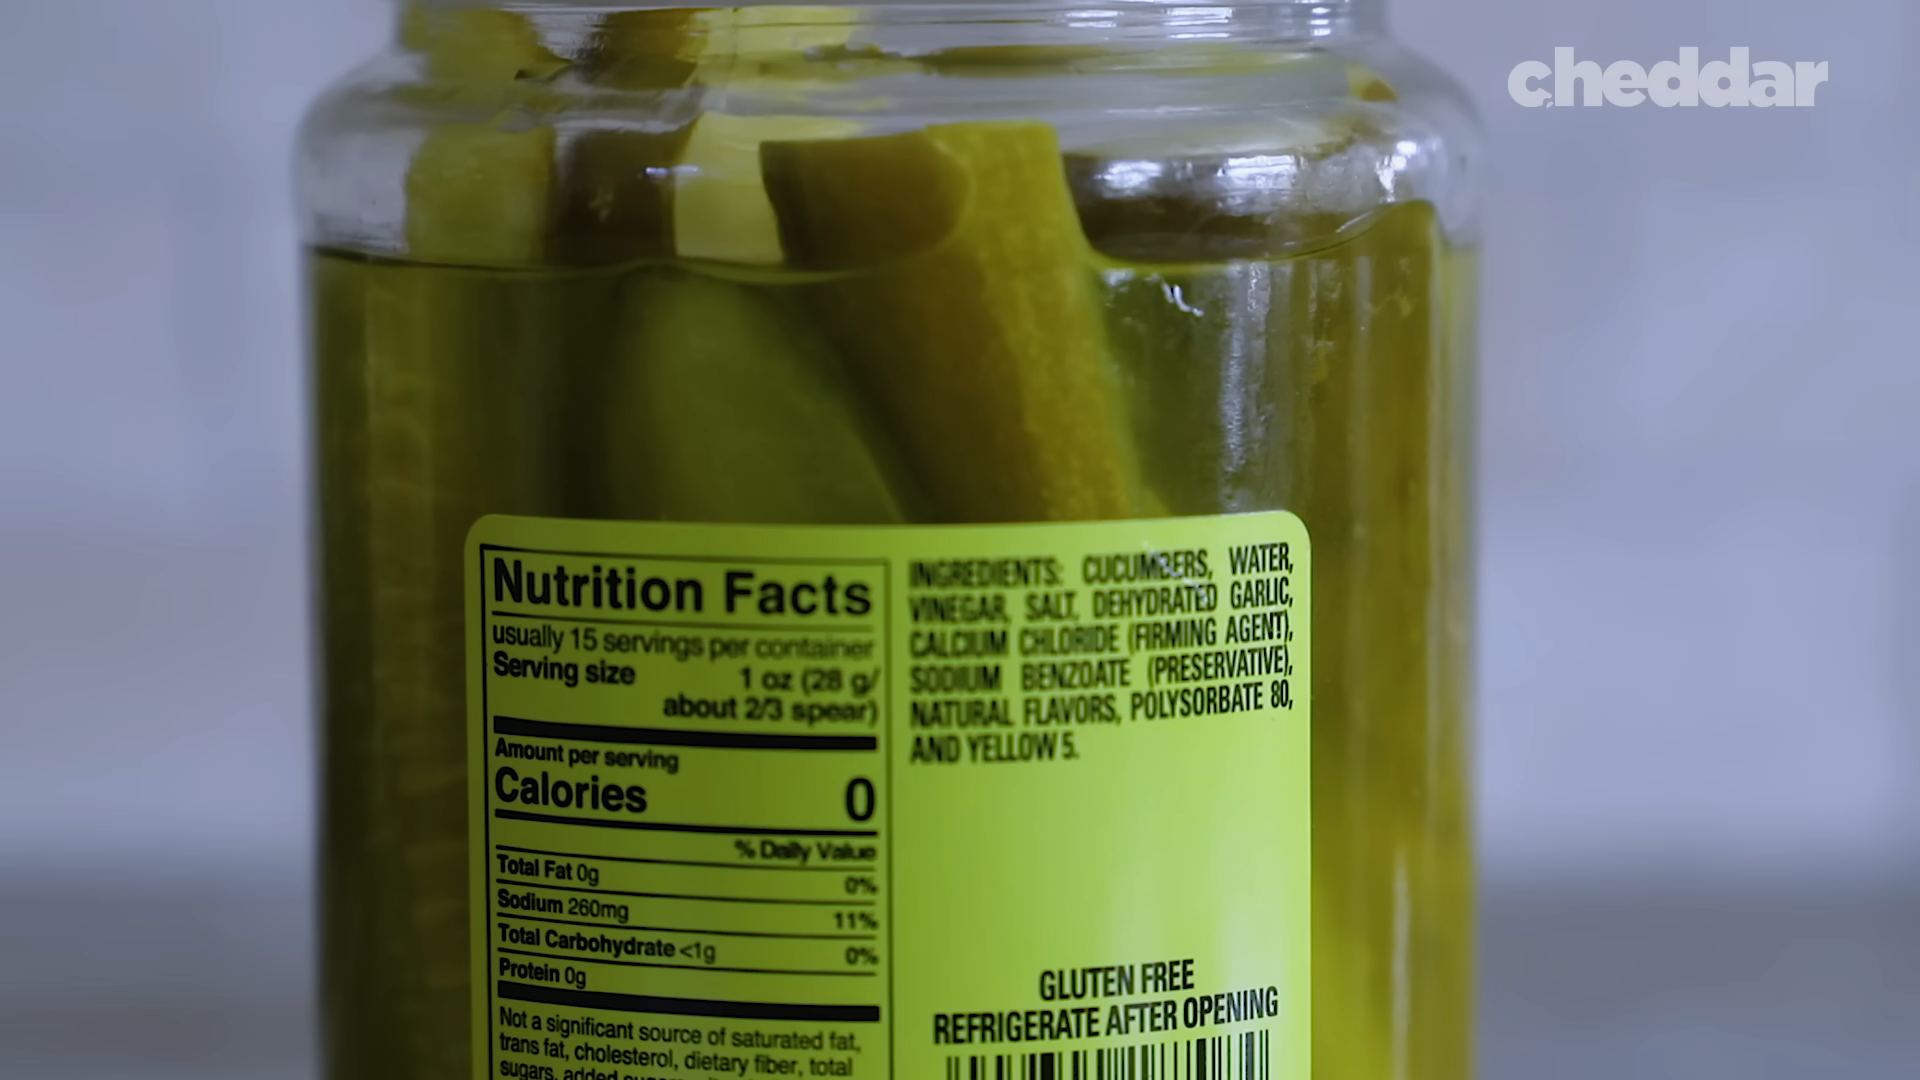 cheddar
Nutrition Facts
usually 15 servings per container
Serving size 1 oz (28 g/
about 2/3 spear)
Amount per serving
Calories 0
% Daily Value
Total Fat 0g 0%
Sodium 260mg 11%
Total Carbohydrate <1g 0%
Protein 0g
Not a significant source of saturated fat,
trans fat, cholesterol, dietary fiber, total
sugars, added
INGREDIENTS: CUCUMBERS, WATER,
VINEGAR, SALT, DEHYDRATED GARLIC,
CALCIUM CHLORIDE (FIRMING AGENT),
SODIUM BENZOATE (PRESERVATIVE),
NATURAL FLAVORS, POLYSORBATE 80,
AND YELLOW 5.
GLUTEN FREE
REFRIGERATE AFTER OPENING